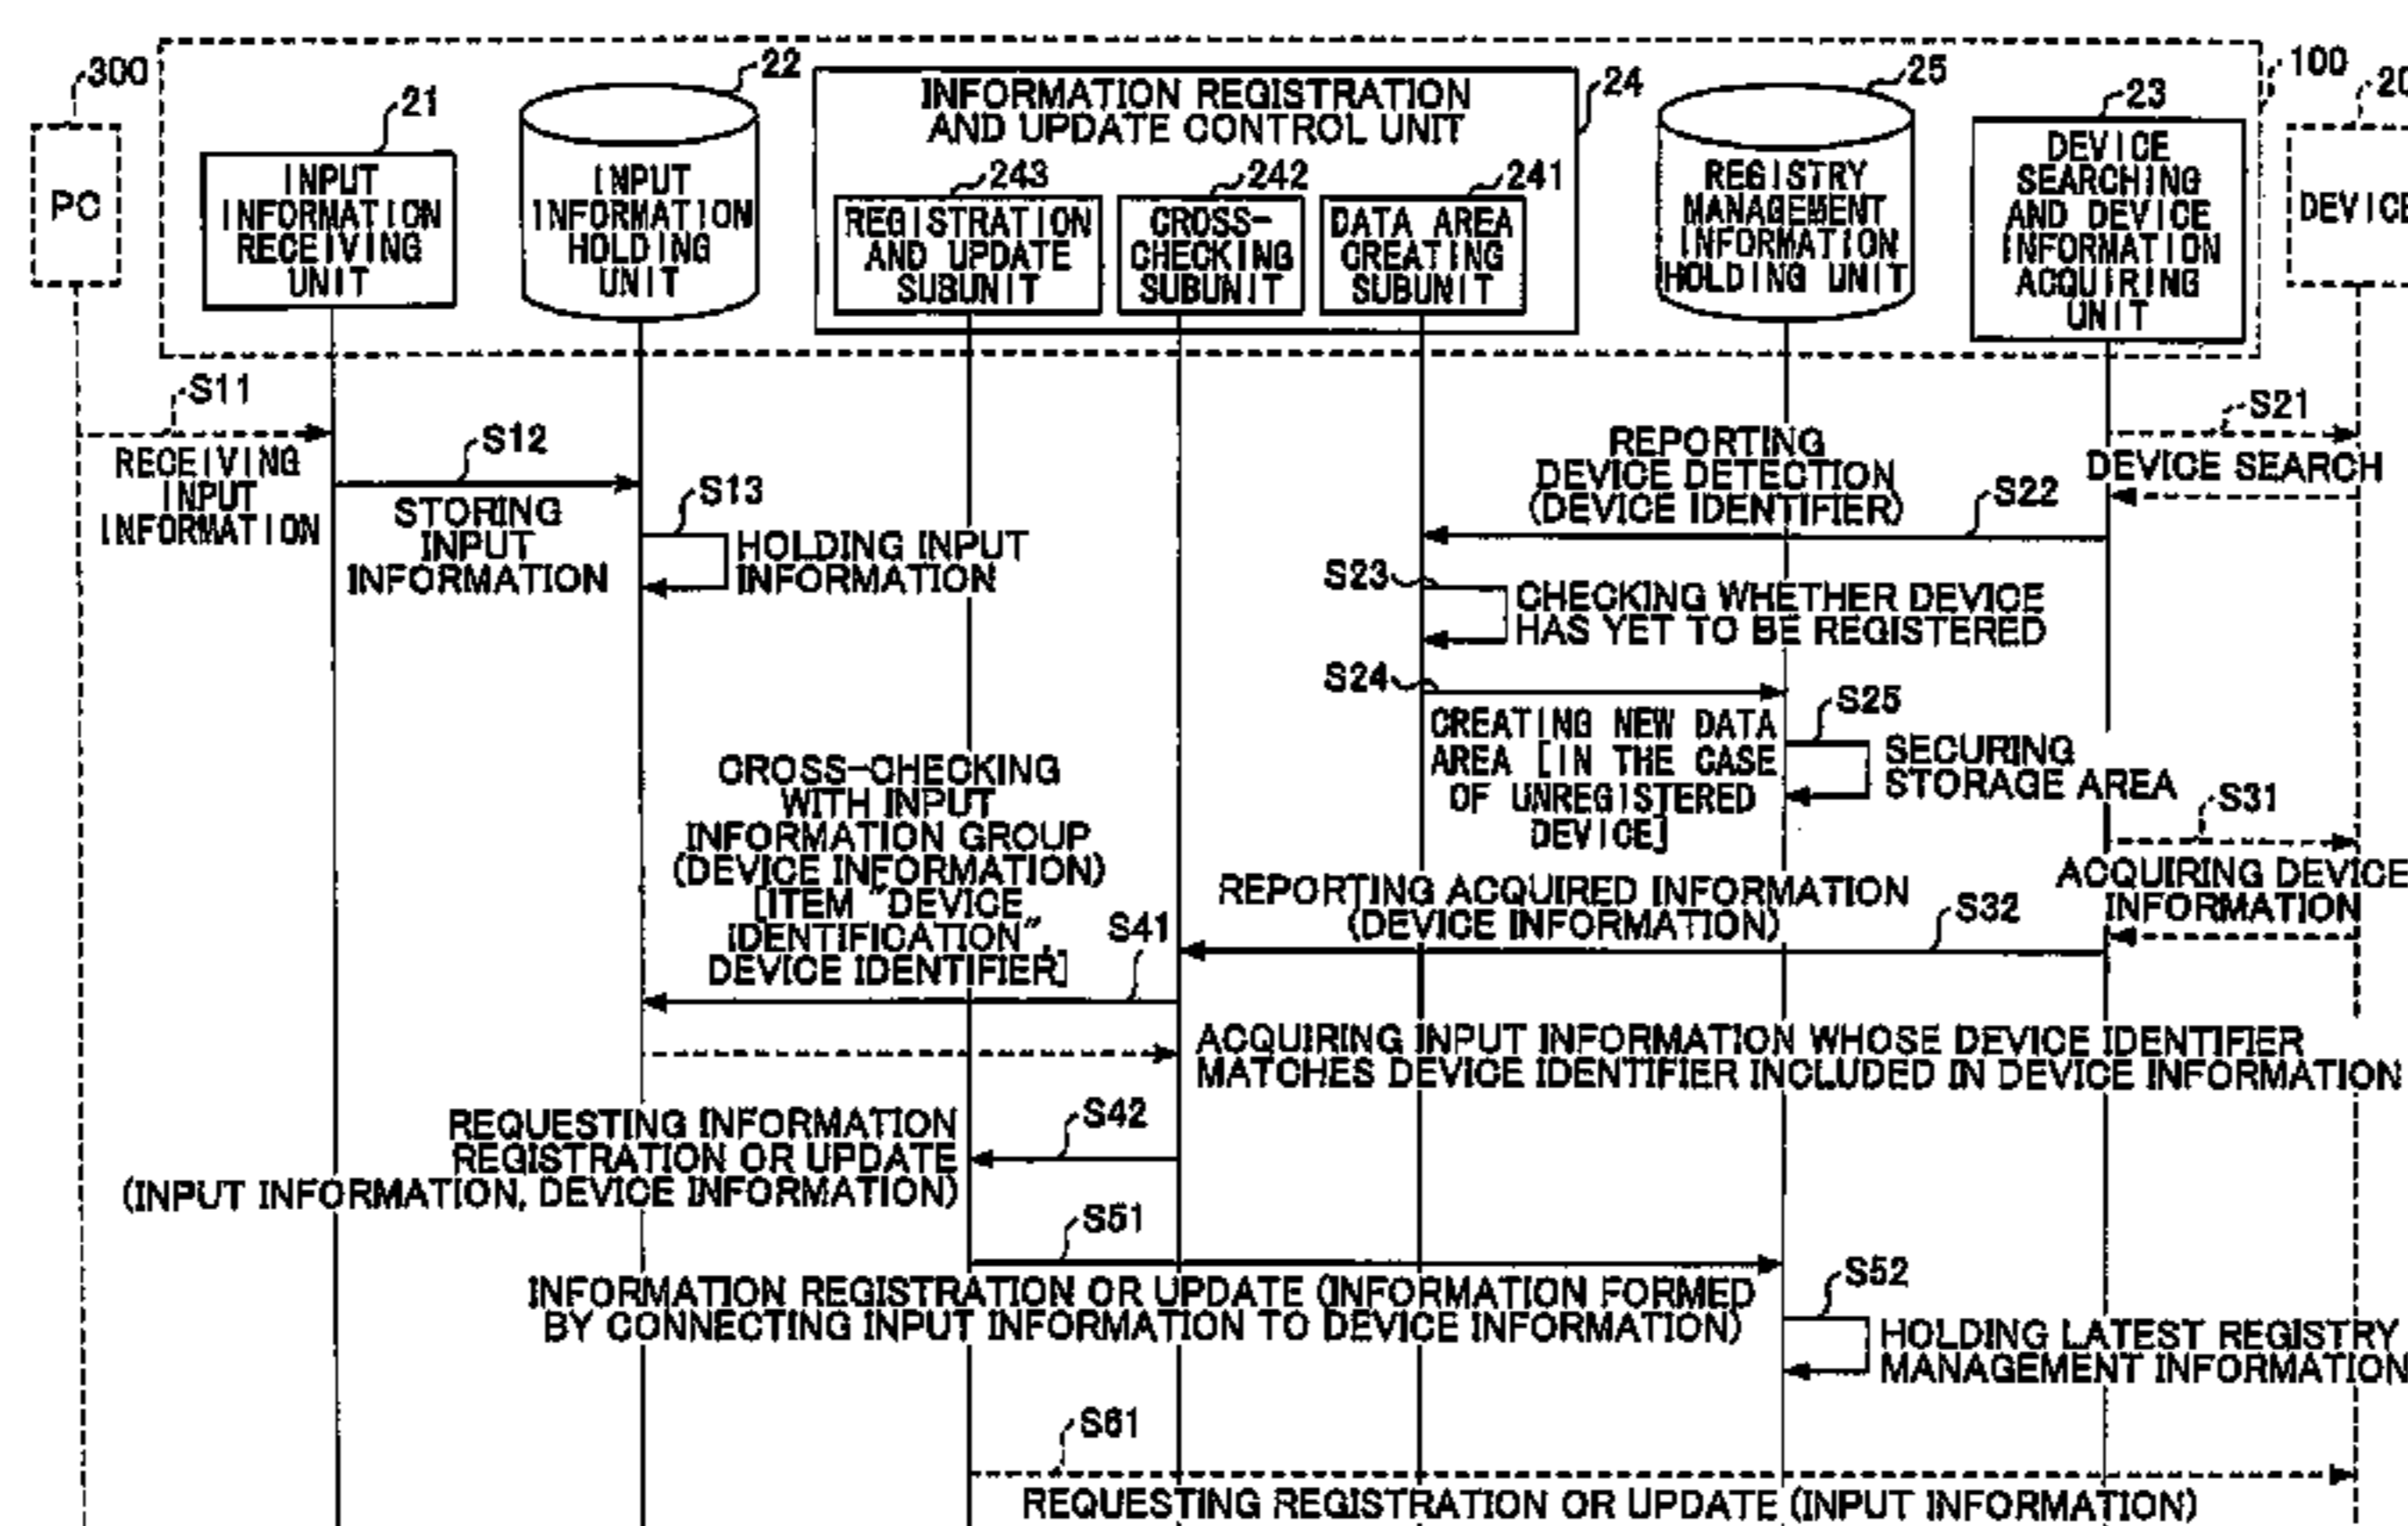 300
PC
21
INPUT
INFORMATION
RECEIVING
UNIT
22
INPUT
INFORMATION
HOLDING
UNIT
INFORMATION REGISTRATION
AND UPDATE CONTROL UNIT
24
243
REGISTRATION
AND UPDATE
SUBUNIT
242
CROSS-
CHECKING
SUBUNIT
241
DATA AREA
CREATING
SUBUNIT
25
REGISTRY
MANAGEMENT
INFORMATION
HOLDING UNIT
23
DEVICE
SEARCHING
AND DEVICE
INFORMATION
ACQUIRING
UNIT
100
DEVICE
S11
RECEIVING
INPUT
INFORMATION
S12
STORING
INPUT
INFORMATION
S13
HOLDING INPUT
INFORMATION
S21
DEVICE SEARCH
REPORTING
DEVICE DETECTION
(DEVICE IDENTIFIER)
S22
S23
CHECKING WHETHER DEVICE
HAS YET TO BE REGISTERED
S24
CREATING NEW DATA
AREA [IN THE CASE
OF UNREGISTERED
DEVICE]
S25
SECURING
STORAGE AREA
S31
ACQUIRING DEVICE
INFORMATION
REPORTING ACQUIRED INFORMATION
(DEVICE INFORMATION)
S32
CROSS-CHECKING
WITH INPUT
INFORMATION GROUP
(DEVICE INFORMATION)
[ITEM "DEVICE
IDENTIFICATION",
DEVICE IDENTIFIER]
S41
ACQUIRING INPUT INFORMATION WHOSE DEVICE IDENTIFIER
MATCHES DEVICE IDENTIFIER INCLUDED IN DEVICE INFORMATION
S42
REQUESTING INFORMATION
REGISTRATION OR UPDATE
(INPUT INFORMATION, DEVICE INFORMATION)
S51
INFORMATION REGISTRATION OR UPDATE (INFORMATION FORMED
BY CONNECTING INPUT INFORMATION TO DEVICE INFORMATION)
S52
HOLDING LATEST REGISTRY
MANAGEMENT INFORMATION
S61
REQUESTING REGISTRATION OR UPDATE (INPUT INFORMATION)